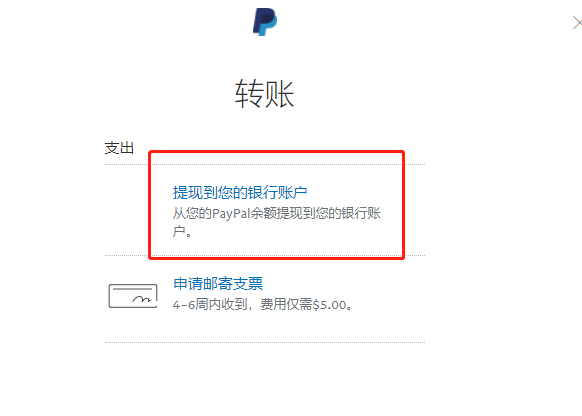 转账
支出
提现到您的银行账户
从您的PayPal余额提现到您的银行账
户。
申请邮寄支票
4-6周内收到，费用仅需$5.00。